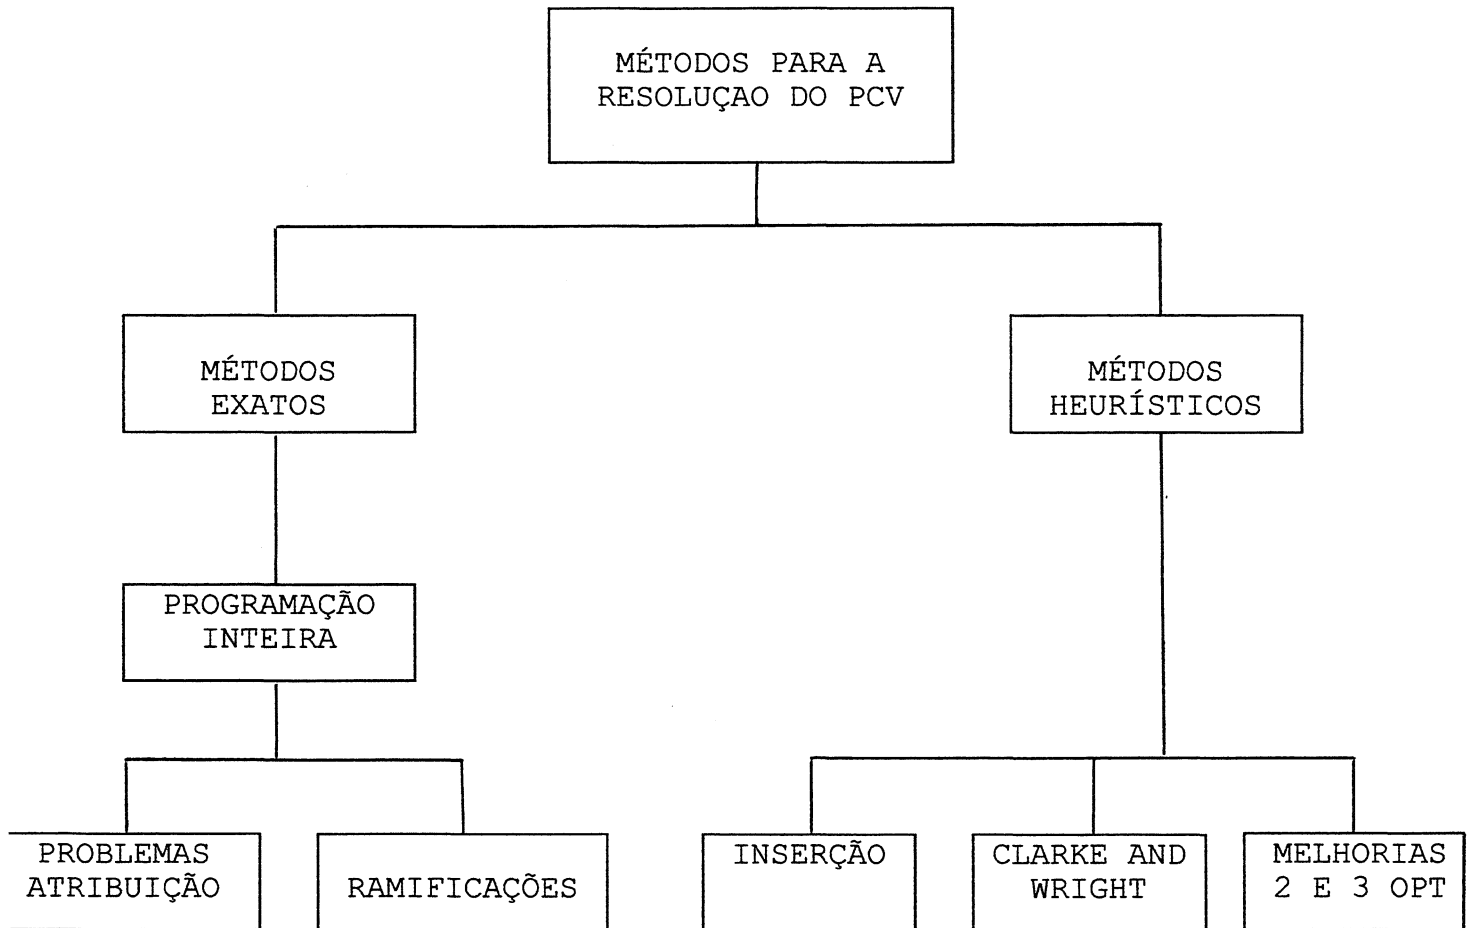 MÉTODOS PARA A
RESOLUÇAO DO PCV
MÉTODOS
EXATOS
MÉTODOS
HEURÍSTICOS
PROGRAMAÇÃO
INTEIRA
PROBLEMAS
ATRIBUIÇÃO
RAMIFICAÇÕES
INSERÇÃO
CLARKE AND
WRIGHT
MELHORIAS
2 E 3 OPT